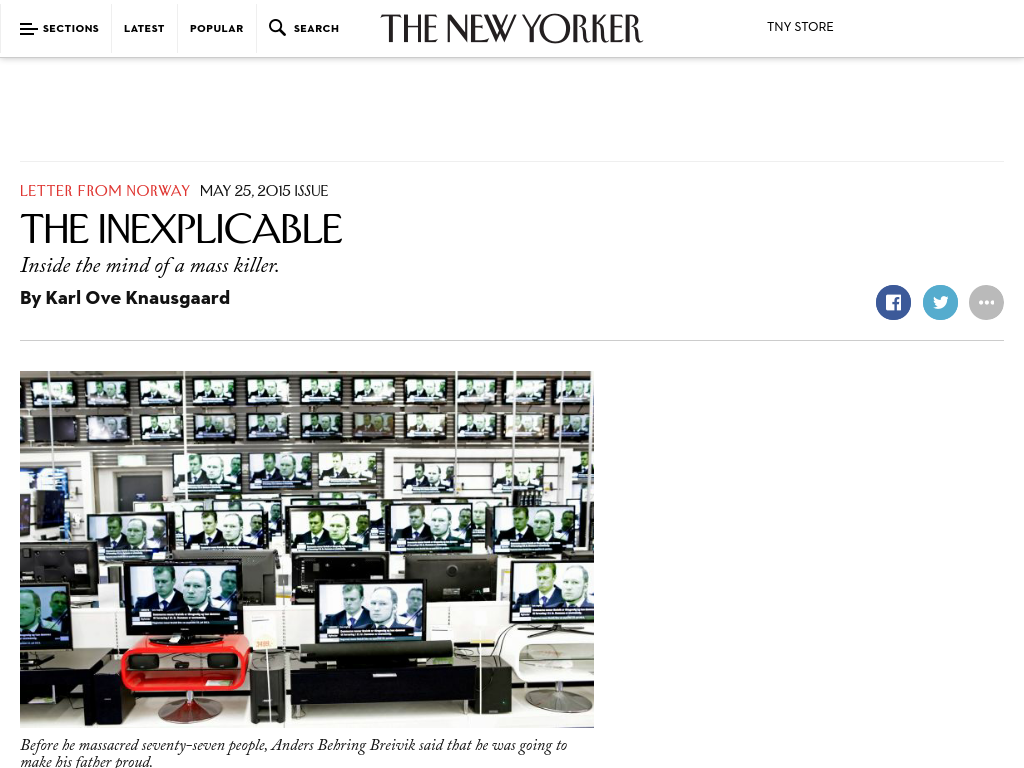 SECTIONS
LATEST
POPULAR
SEARCH
THE NEW YORKER
TNY STORE
LETTER FROM NORWAY MAY 25, 2015 ISSUE
THE INEXPLICABLE
Inside the mind of a mass killer.
By Karl Ove Knausgaard
Before he massacred seventy-seven people, Anders Behring Breivik said that he was going to
make his father proud.